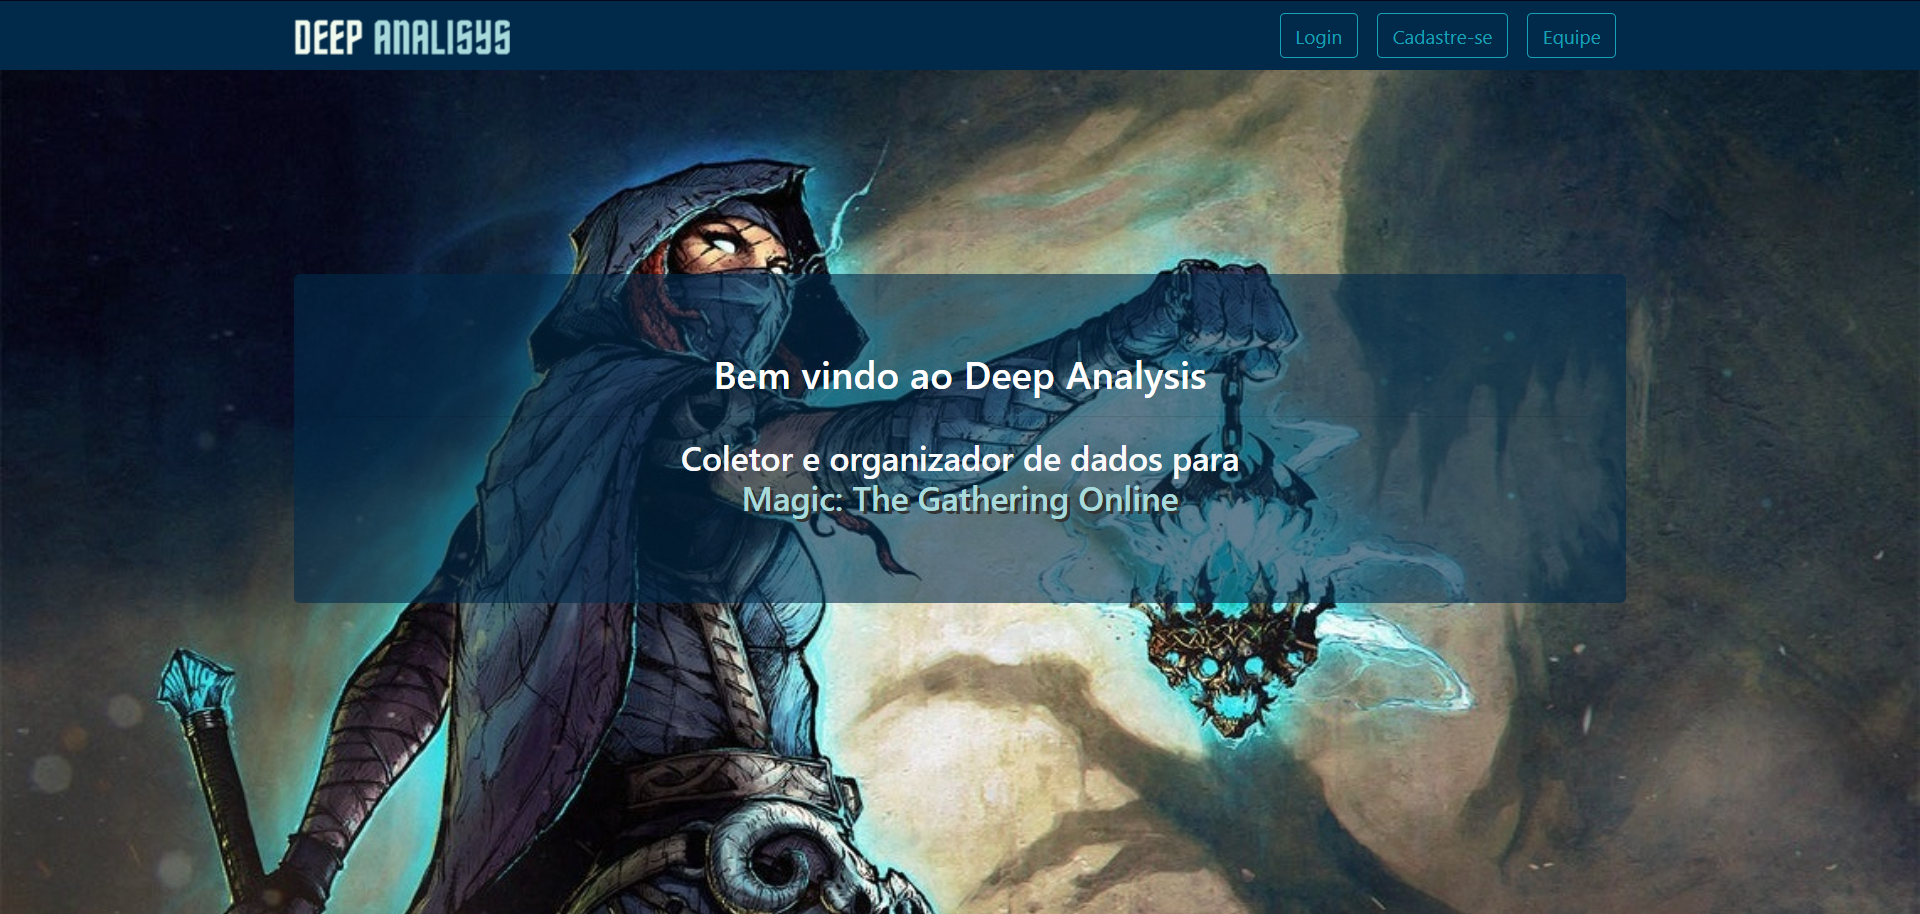 DEEP ANALISYS
Login
Cadastre-se
Equipe
Bem vindo ao Deep Analysis
Coletor e organizador de dados para
Magic: The Gathering Online